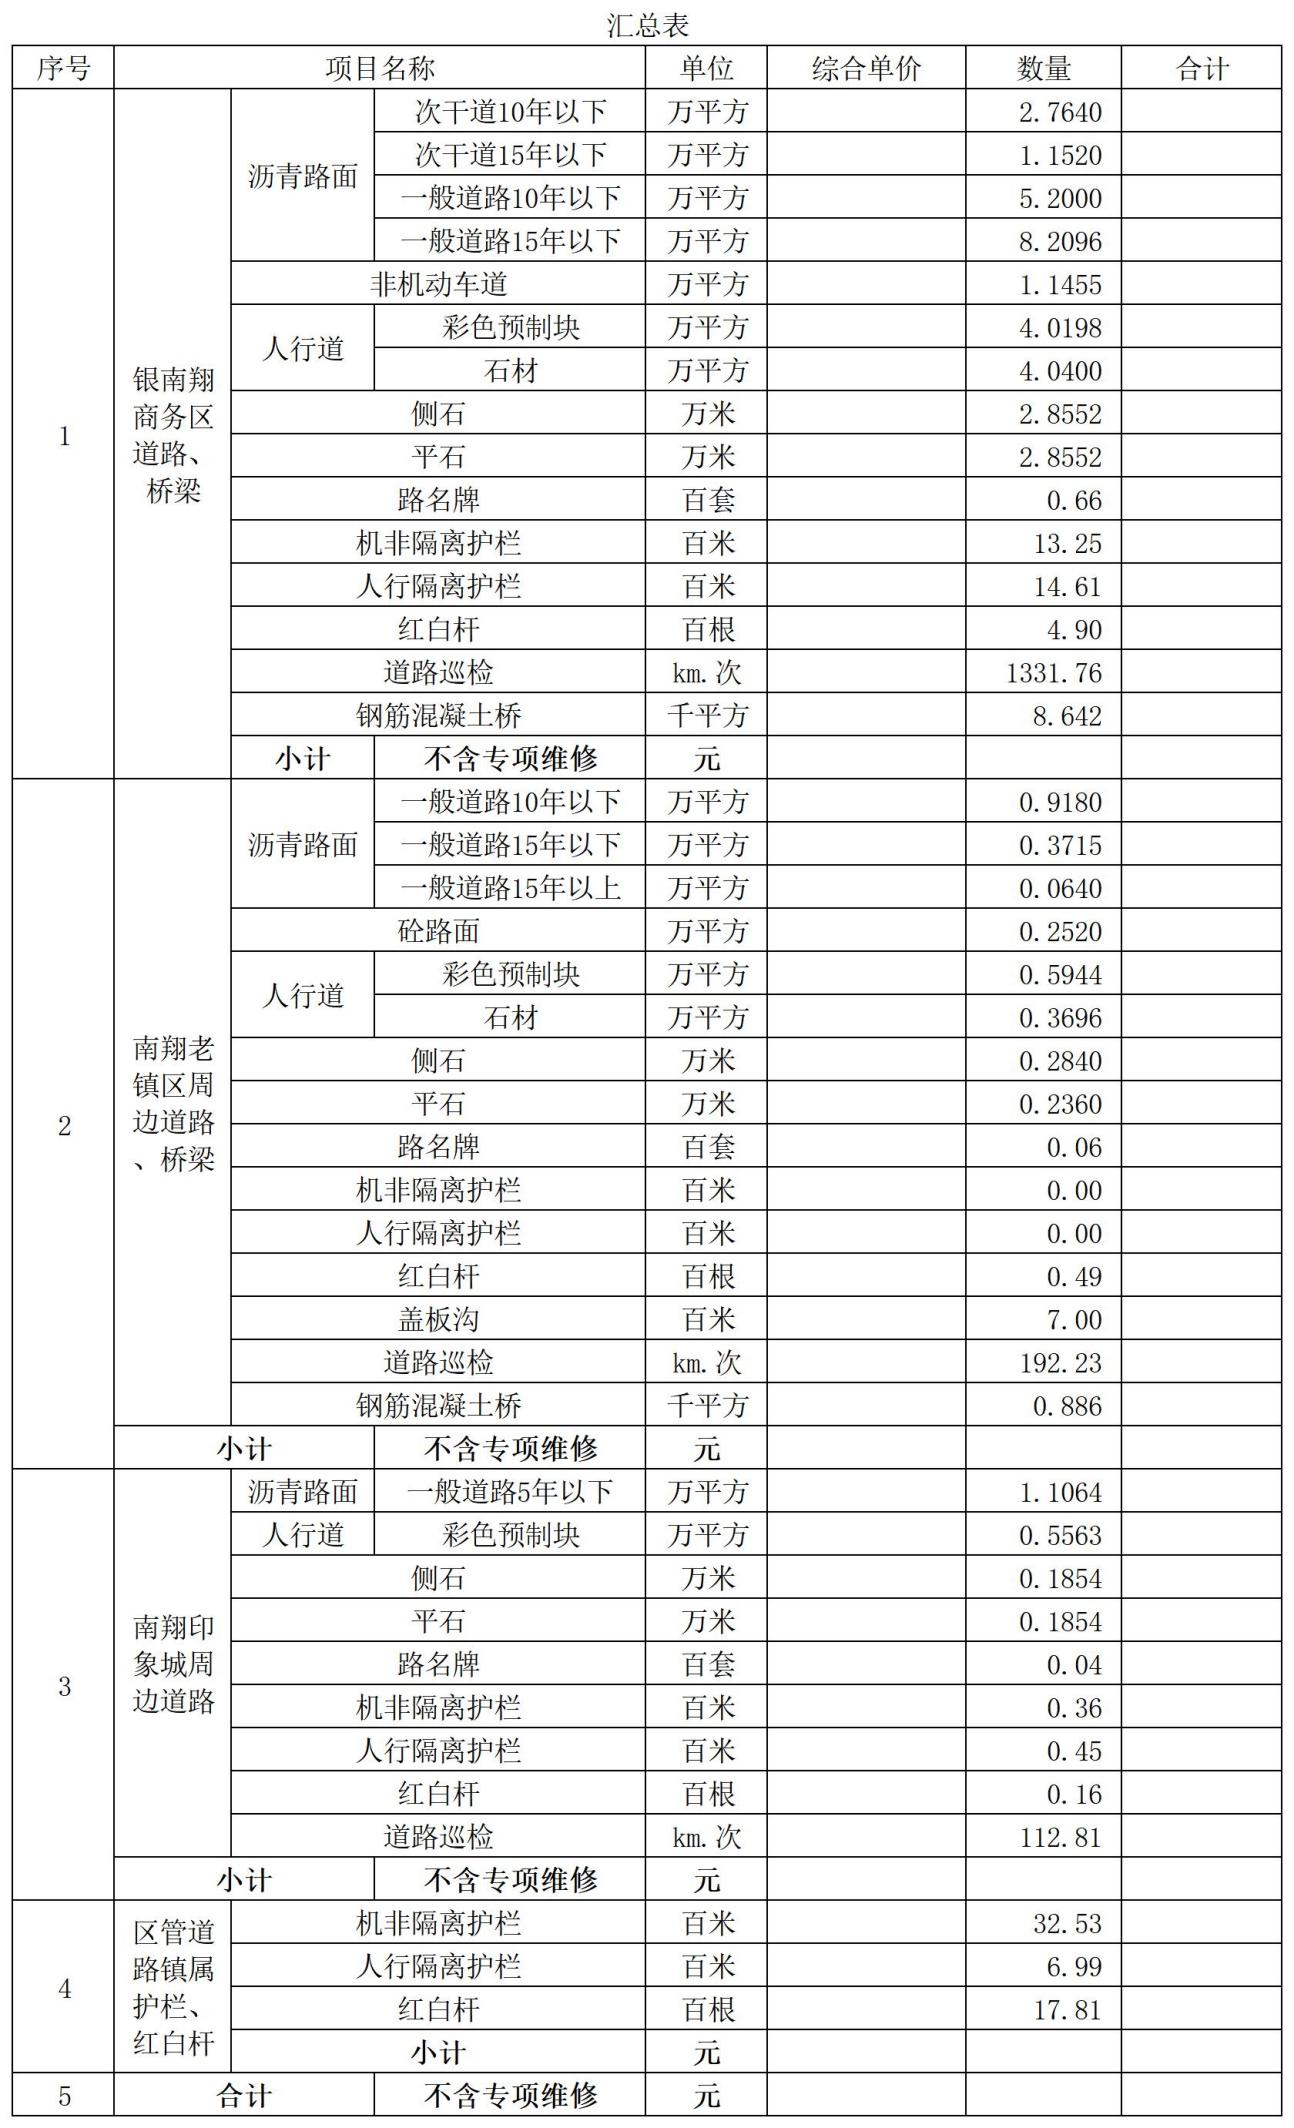 汇总表
序号 项目名称 单位 综合单价 数量 合计
1
银南翔
商务区
道路、
桥梁
沥青路面
次干道10年以下 万平方 2.7640
次干道15年以下 万平方 1.1520
一般道路10年以下 万平方 5.2000
一般道路15年以下 万平方 8.2096
非机动车道 万平方 1.1455
人行道
彩色预制块 万平方 4.0198
石材 万平方 4.0400
侧石 万米 2.8552
平石 万米 2.8552
路名牌 百套 0.66
机非隔离护栏 百米 13.25
人行隔离护栏 百米 14.61
红白杆 百根 4.90
道路巡检 km.次 1331.76
钢筋混凝土桥 千平方 8.642
小计 不含专项维修 元
2
南翔老
镇区周
边道路
、桥梁
沥青路面
一般道路10年以下 万平方 0.9180
一般道路15年以下 万平方 0.3715
一般道路15年以上 万平方 0.0640
砼路面 万平方 0.2520
人行道
彩色预制块 万平方 0.5944
石材 万平方 0.3696
侧石 万米 0.2840
平石 万米 0.2360
路名牌 百套 0.06
机非隔离护栏 百米 0.00
人行隔离护栏 百米 0.00
红白杆 百根 0.49
盖板沟 百米 7.00
道路巡检 km.次 192.23
钢筋混凝土桥 千平方 0.886
小计 不含专项维修 元
3
南翔印
象城周
边道路
沥青路面 一般道路5年以下 万平方 1.1064
人行道 彩色预制块 万平方 0.5563
侧石 万米 0.1854
平石 万米 0.1854
路名牌 百套 0.04
机非隔离护栏 百米 0.36
人行隔离护栏 百米 0.45
红白杆 百根 0.16
道路巡检 km.次 112.81
小计 不含专项维修 元
4
区管道
路镇属
护栏、
红白杆
机非隔离护栏 百米 32.53
人行隔离护栏 百米 6.99
红白杆 百根 17.81
小计 元
5 合计 不含专项维修 元